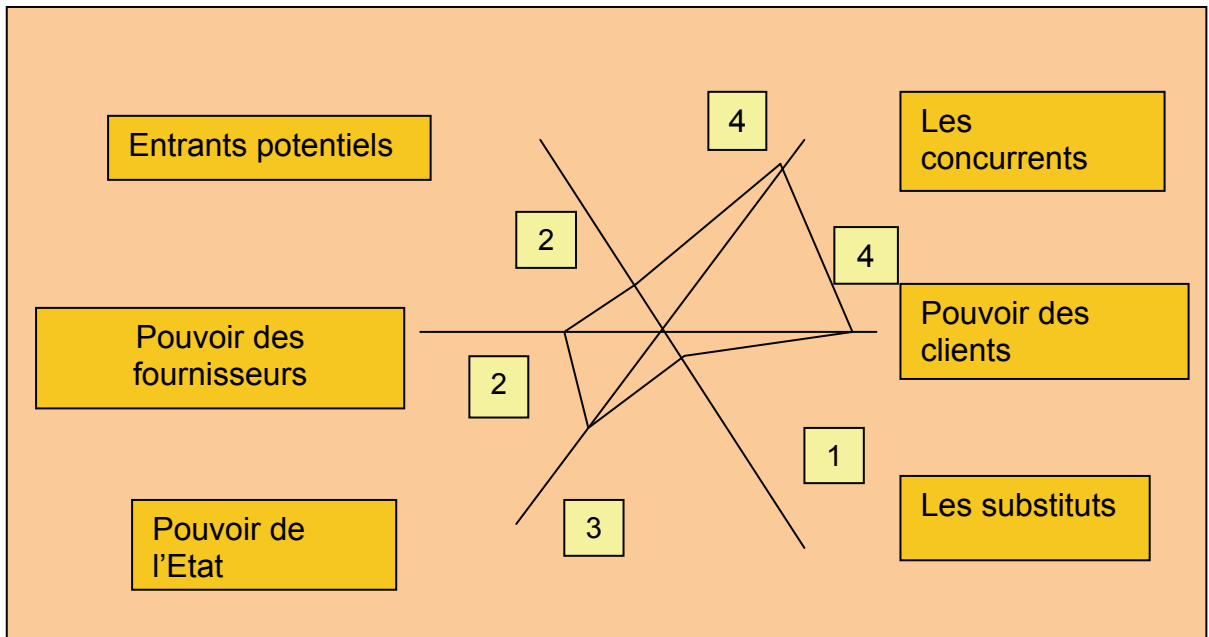 4
Les
concurrents
Entrants potentiels
2
4
Pouvoir des
clients
Pouvoir des
fournisseurs
2
1
Les substituts
Pouvoir de
l’Etat
3